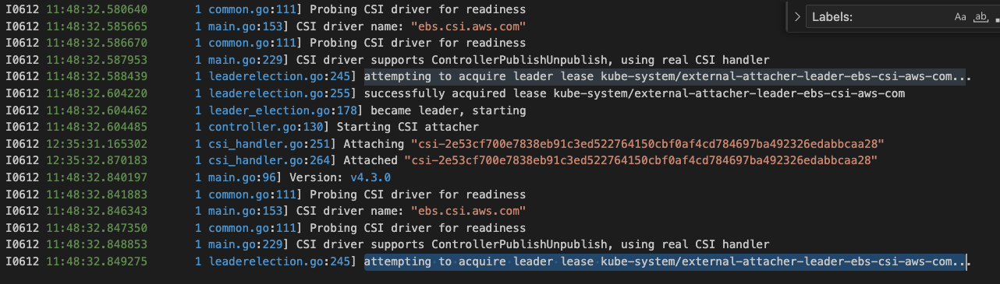 I0612 11:48:32.580640 1 common.go:111] Probing CSI driver for readiness
I0612 11:48:32.585665 1 main.go:153] CSI driver name: "ebs.csi.aws.com"
I0612 11:48:32.586670 1 common.go:111] Probing CSI driver for readiness
I0612 11:48:32.587953 1 main.go:229] CSI driver supports ControllerPublishUnpublish, using real CSI handler
I0612 11:48:32.588439 1 leaderelection.go:245] attempting to acquire leader lease kube-system/external-attacher-leader-ebs-csi-aws-com...
I0612 11:48:32.604220 1 leaderelection.go:255] successfully acquired lease kube-system/external-attacher-leader-ebs-csi-aws-com
I0612 11:48:32.604462 1 leader_election.go:178] became leader, starting
I0612 11:48:32.604485 1 controller.go:130] Starting CSI attacher
I0612 12:35:31.165302 1 csi_handler.go:251] Attaching "csi-2e53cf700e7838eb91c3ed522764150cbf0af4cd784697ba492326edabbcaa28"
I0612 12:35:32.870183 1 csi_handler.go:264] Attached "csi-2e53cf700e7838eb91c3ed522764150cbf0af4cd784697ba492326edabbcaa28"
I0612 11:48:32.840197 1 main.go:96] Version: v4.3.0
I0612 11:48:32.841883 1 common.go:111] Probing CSI driver for readiness
I0612 11:48:32.846343 1 main.go:153] CSI driver name: "ebs.csi.aws.com"
I0612 11:48:32.847350 1 common.go:111] Probing CSI driver for readiness
I0612 11:48:32.848853 1 main.go:229] CSI driver supports ControllerPublishUnpublish, using real CSI handler
I0612 11:48:32.849275 1 leaderelection.go:245] attempting to acquire leader lease kube-system/external-attacher-leader-ebs-csi-aws-com...
Labels: Aa ab